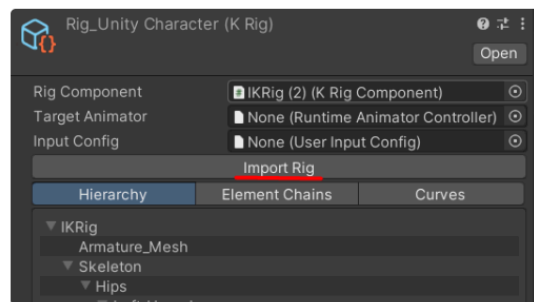 Rig_Unity Character (K Rig)
Open
Rig Component IKRig (2) (K Rig Component)
Target Animator None (Runtime Animator Controller)
Input Config None (User Input Config)
Import Rig
Hierarchy Element Chains Curves
IKRig
Armature_Mesh
Skeleton
Hips